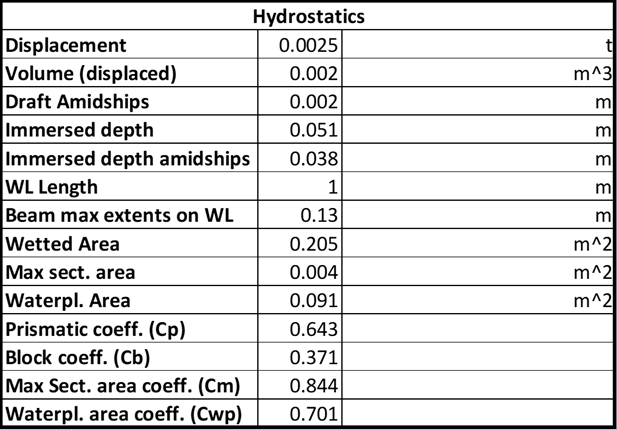 Hydrostatics
Displacement 0.0025 t
Volume (displaced) 0.002 m^3
Draft Amidships 0.002 m
Immersed depth 0.051 m
Immersed depth amidships 0.038 m
WL Length 1 m
Beam max extents on WL 0.13 m
Wetted Area 0.205 m^2
Max sect. area 0.004 m^2
Waterpl. Area 0.091 m^2
Prismatic coeff. (Cp) 0.643
Block coeff. (Cb) 0.371
Max Sect. area coeff. (Cm) 0.844
Waterpl. area coeff. (Cwp) 0.701